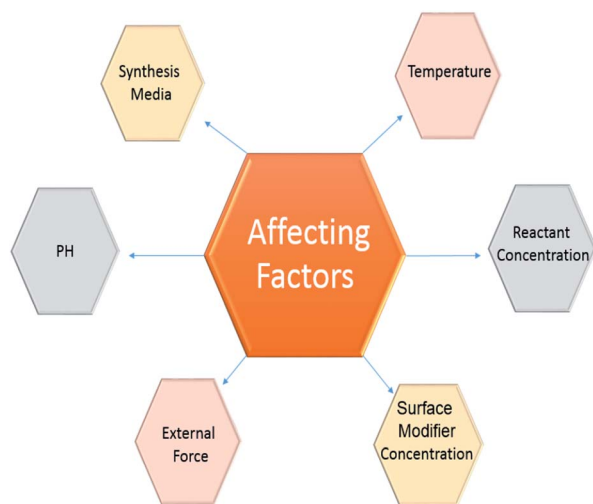 Synthesis
Media
Temperature
Affecting
Factors
PH
Reactant
Concentration
External
Force
Surface
Modifier
Concentration